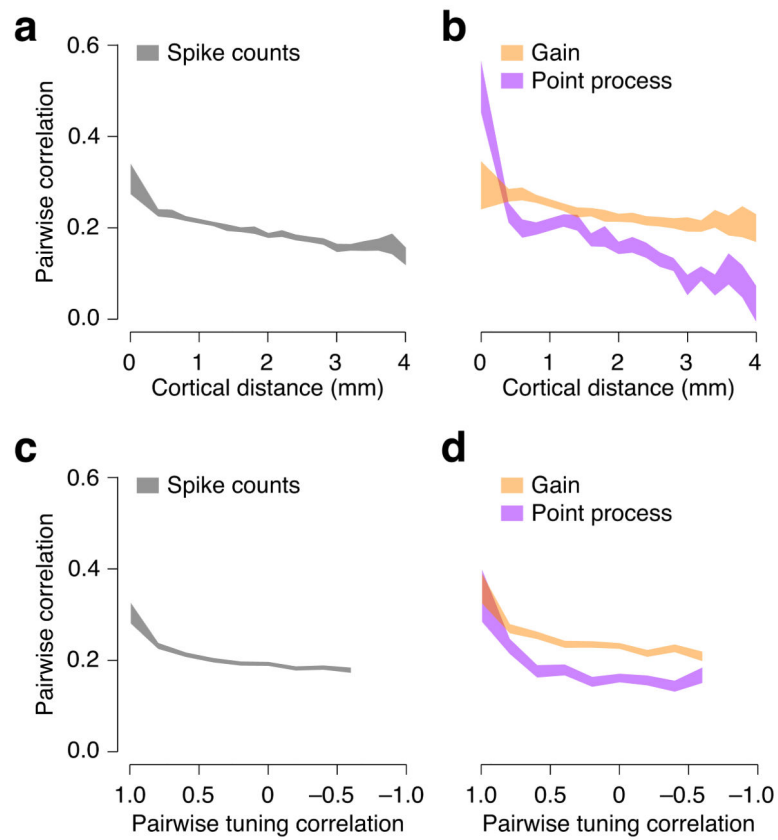 a
Spike counts
0.6
0.4
0.2
0.0
Pairwise correlation
0 1 2 3 4
Cortical distance (mm)
b
Gain
Point process
0 1 2 3 4
Cortical distance (mm)
c
Spike counts
0.6
0.4
0.2
0.0
Pairwise correlation
1.0 0.5 0 –0.5 –1.0
Pairwise tuning correlation
d
Gain
Point process
1.0 0.5 0 –0.5 –1.0
Pairwise tuning correlation